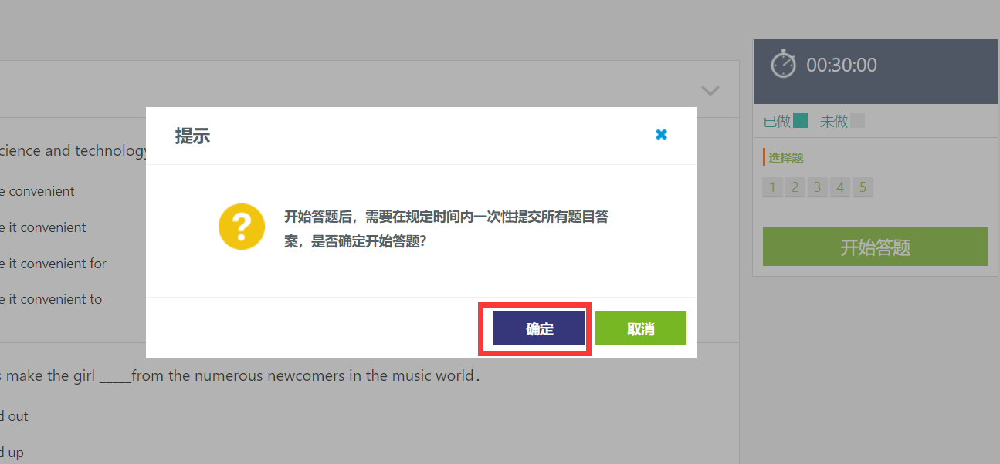 00:30:00
已做 未做
选择题
1 2 3 4 5
开始答题
提示
开始答题后，需要在规定时间内一次性提交所有题目答
案，是否确定开始答题？
确定 取消
cience and technology
e convenient
e it convenient
e it convenient for
e it convenient to
make the girl _____from the numerous newcomers in the music world.
d out
d up